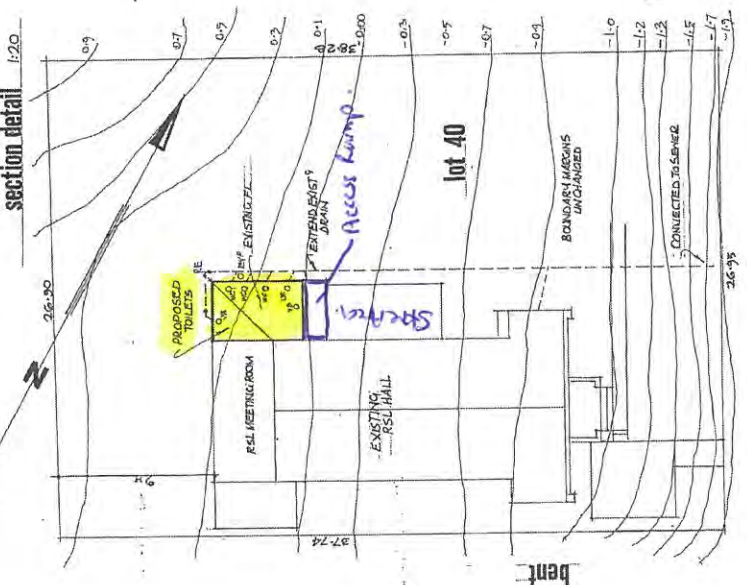 section detail 1:20
0.9
0.7
0.5
0.3
0.1
0.00
-0.3
-0.5
-0.7
-0.9
-1.0
-1.2
-1.3
-1.5
-1.7
-1.9
38.20
26.90
N
PROPOSED
TOILETS
EXISTING FL
EXTEND EXIST'G
DRAIN
Access Ramp.
lot 40
BOUNDARY MARGINS
UNCHANGED
CONNECTED TO SEWER
26.95
RSL MEETING ROOM
EXISTING
RSL HALL
37.74
bent